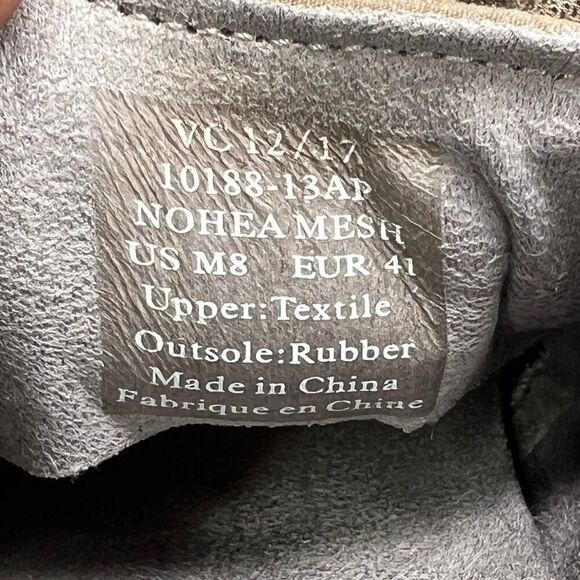 VC 12/17
10188-13AP
NOHEA MESH
US M8 EUR 41
Upper:Textile
Outsole:Rubber
Made in China
Fabrique en Chine